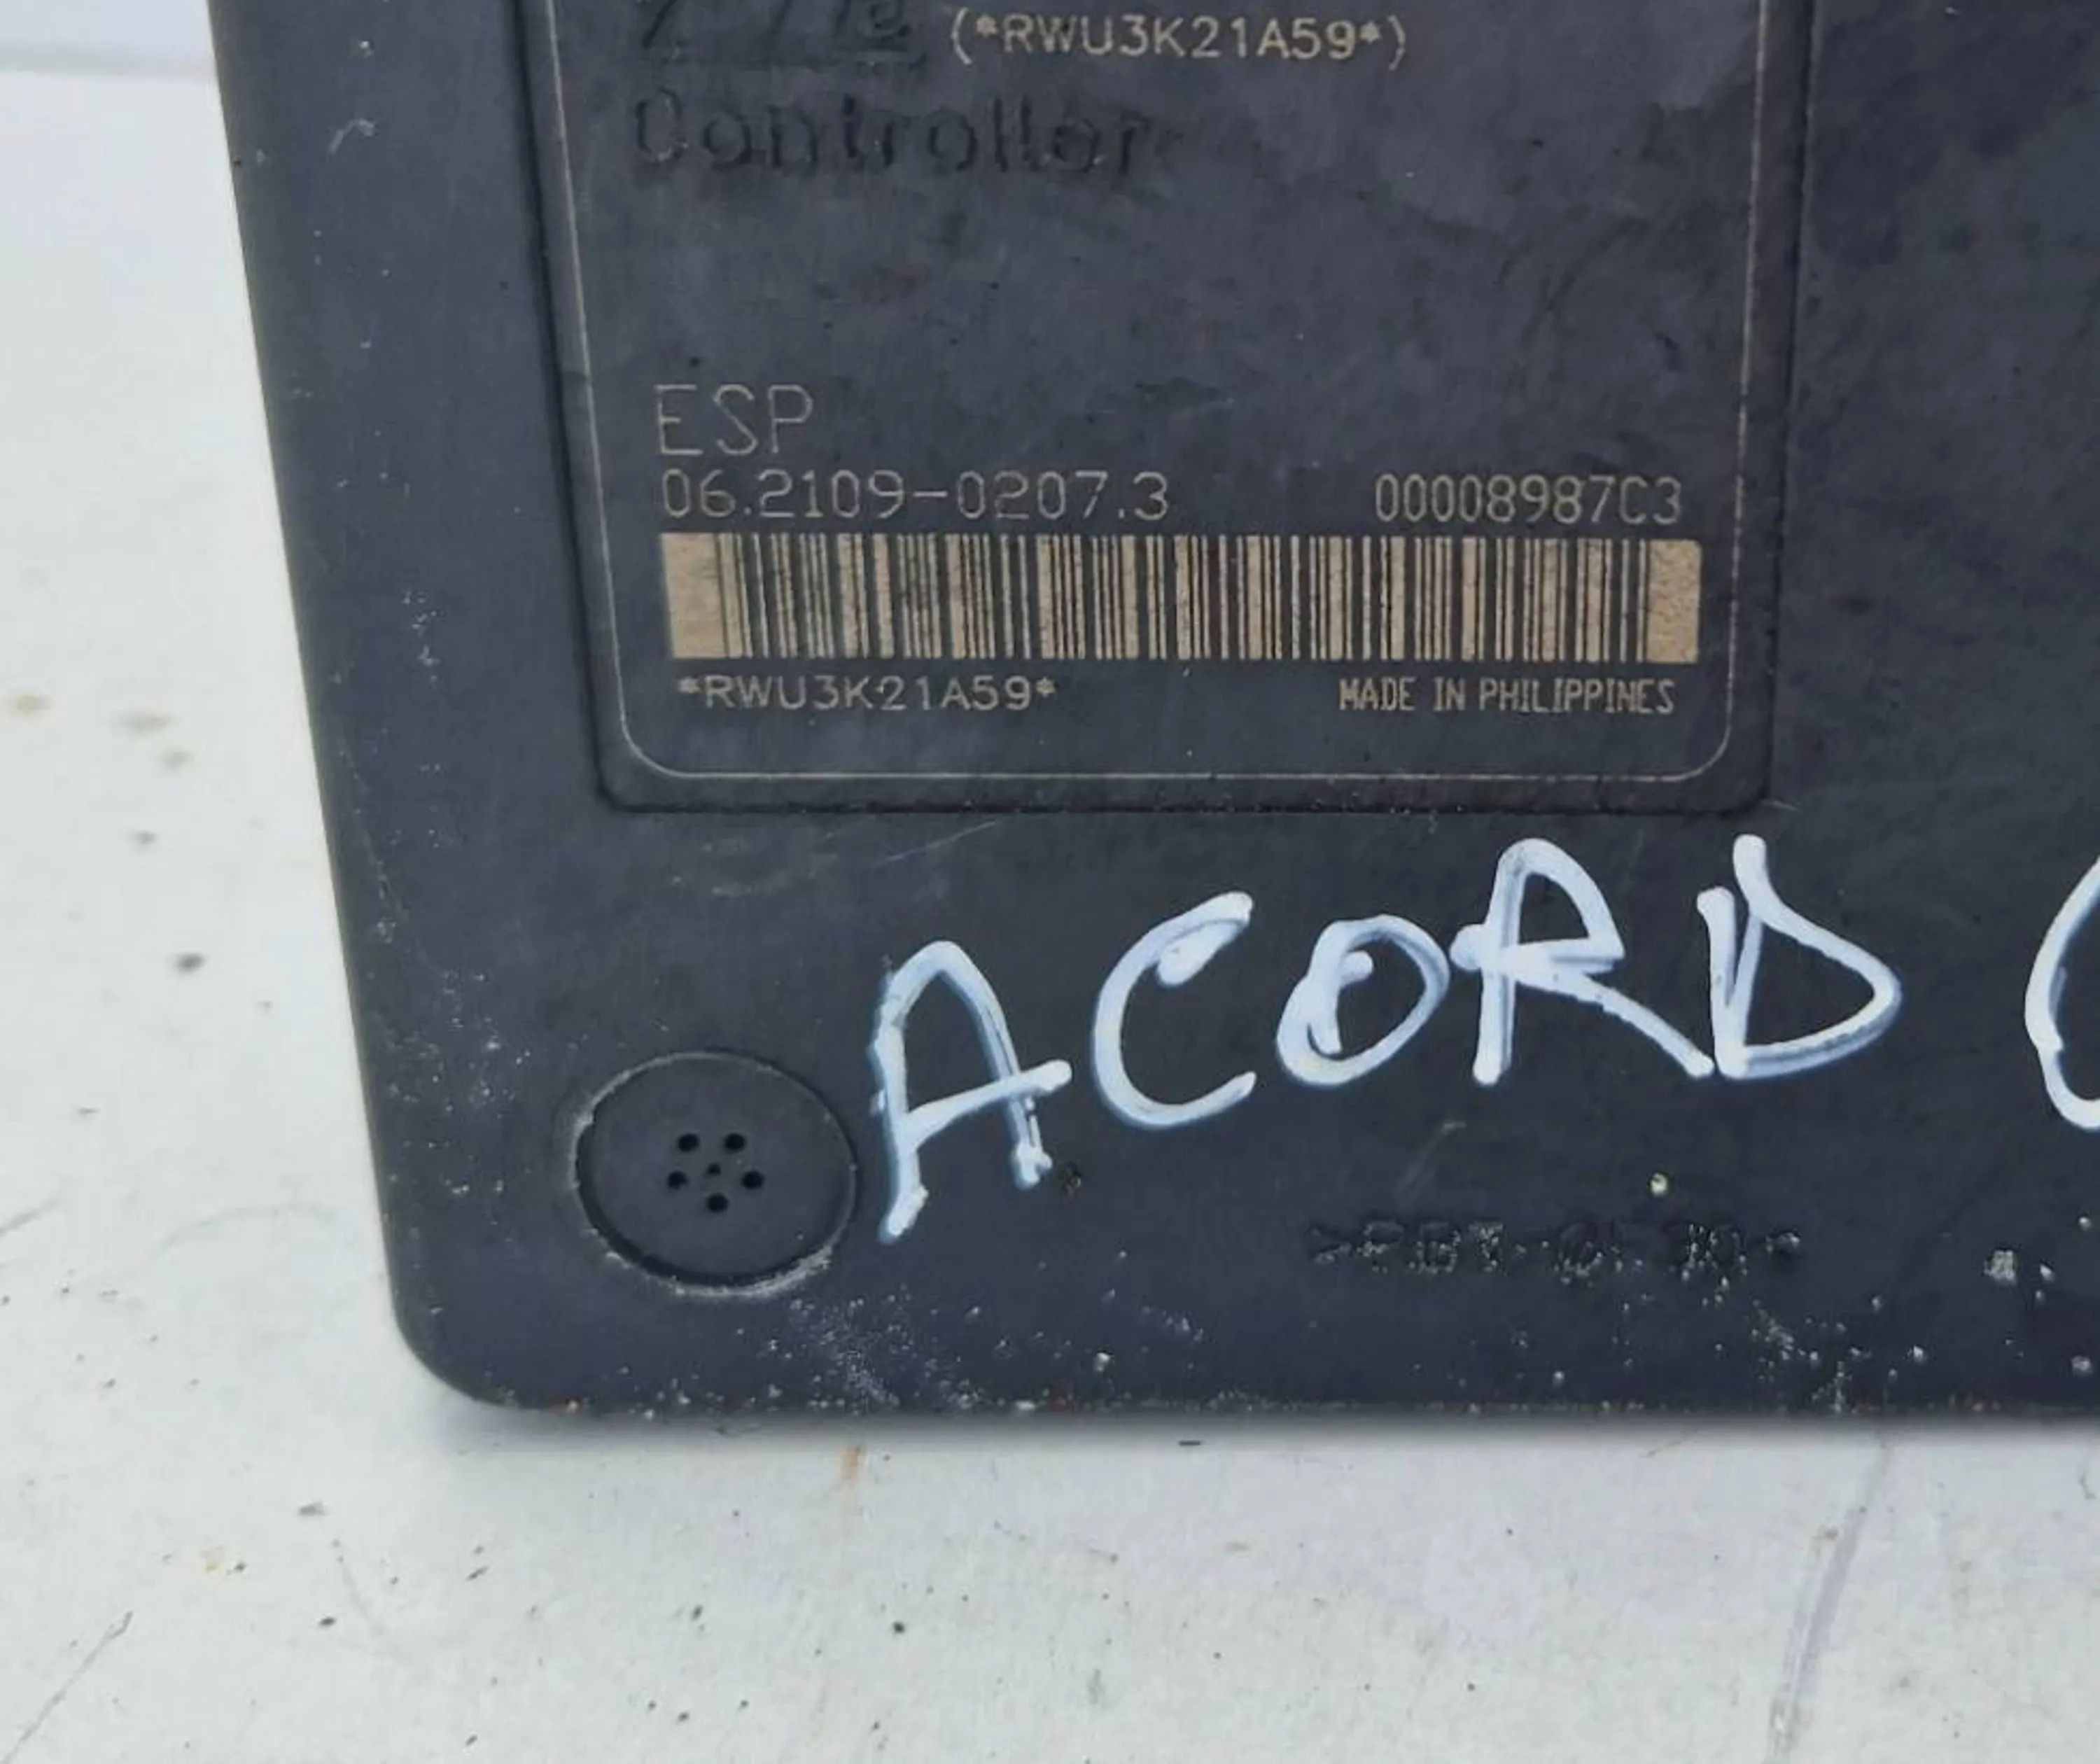 (*RWU3K21A59*)
Controller
ESP
06.2109-0207.3 00008987C3
*RWU3K21A59* MADE IN PHILIPPINES
ACORD